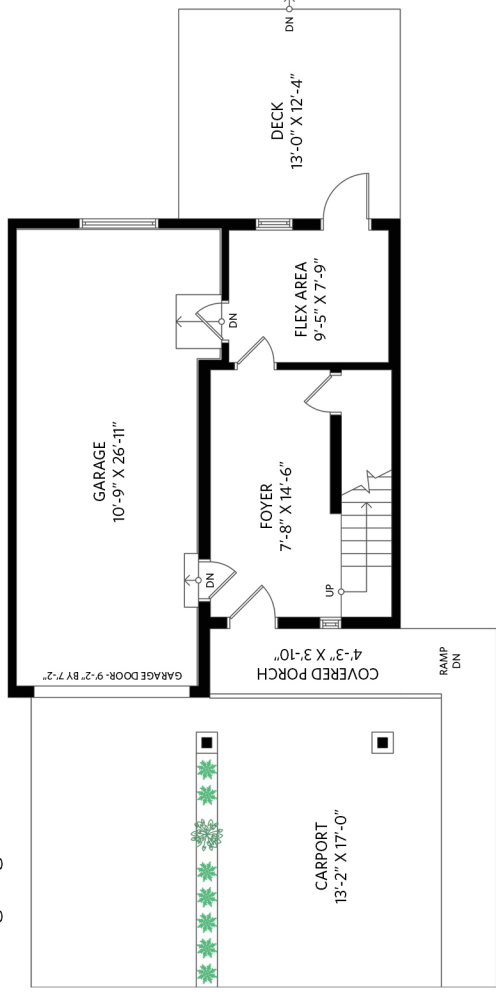 DN
DECK
13'-0" X 12'-4"
FLEX AREA
9'-5" X 7'-9"
DN
GARAGE
10'-9" X 26'-11"
FOYER
7'-8" X 14'-6"
DN
UP
GARAGE DOOR- 9'-2" BY 7'-2"
COVERED PORCH
4'-3" X 3'-10"
RAMP
DN
CARPORT
13'-2" X 17'-0"